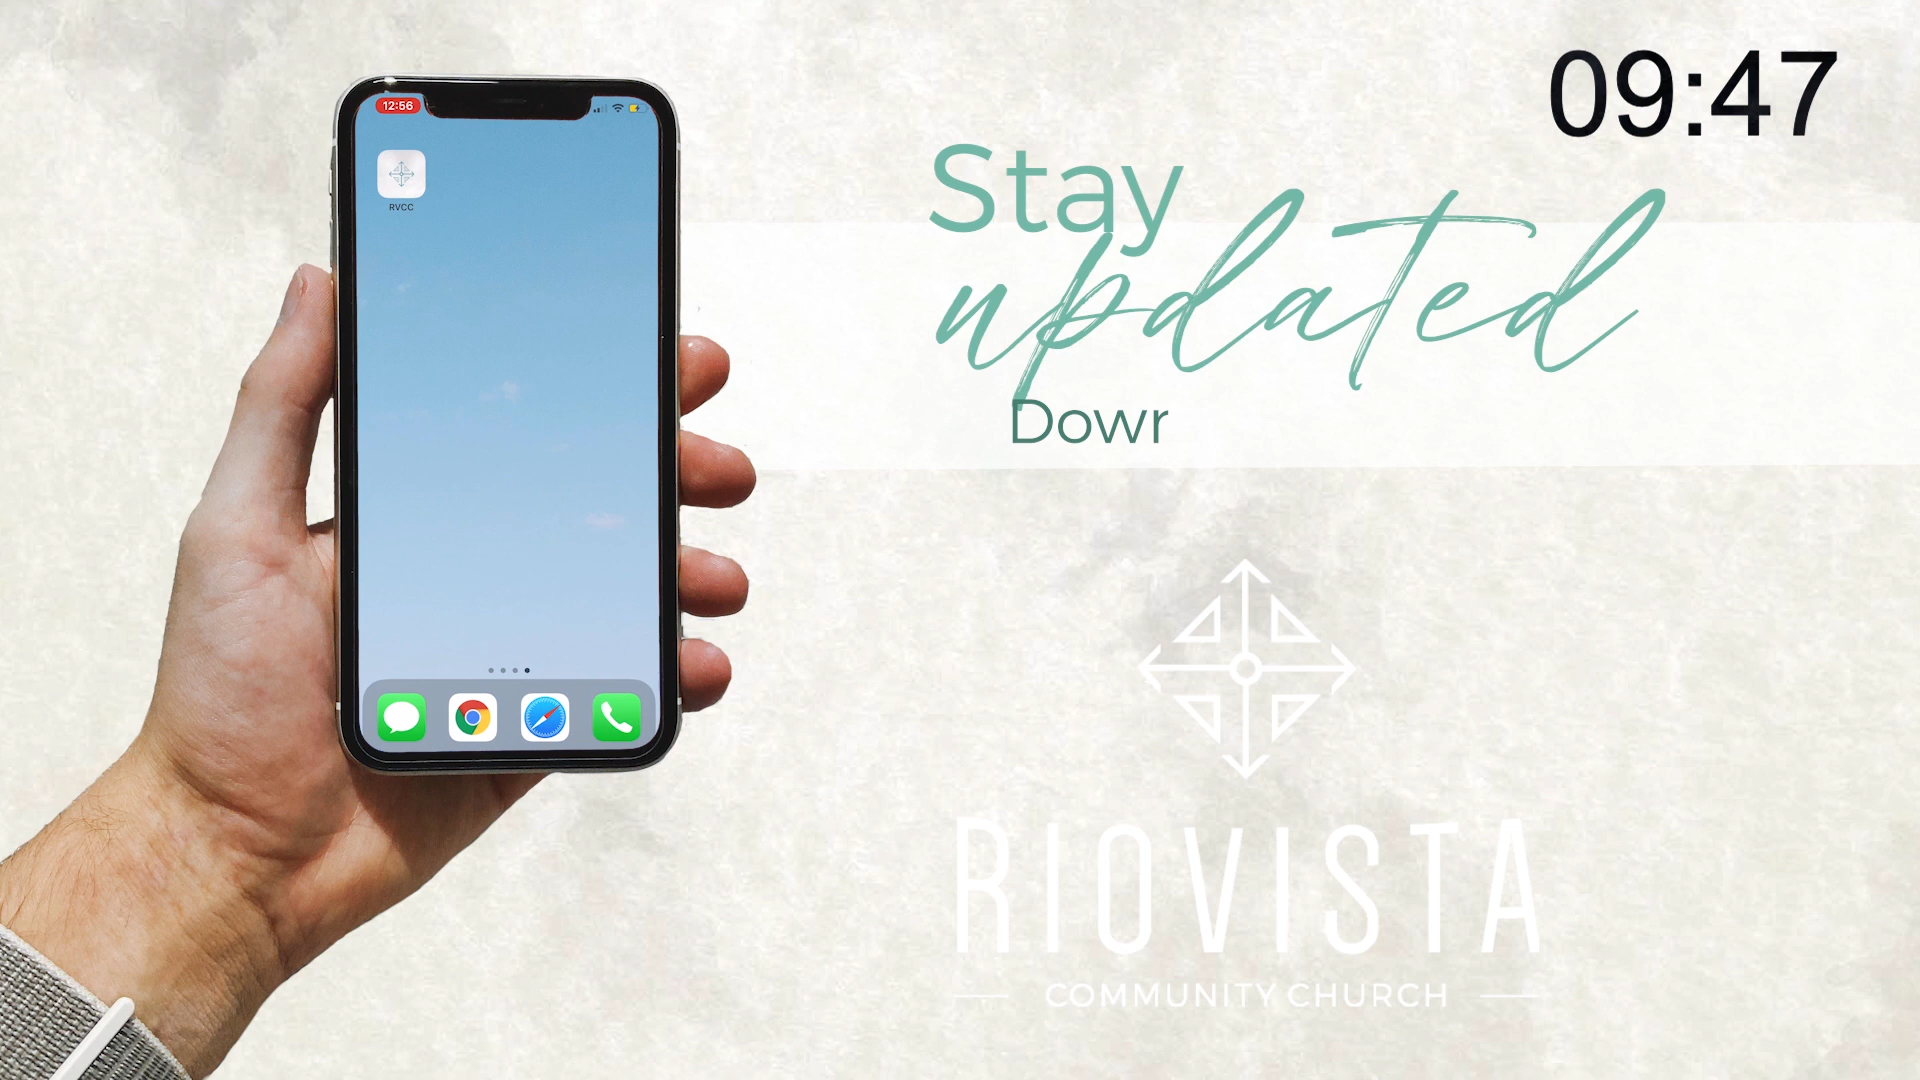 09:47
12:56
RVCC
Stay
updated
Dowr
RIOVISTA
COMMUNITY CHURCH